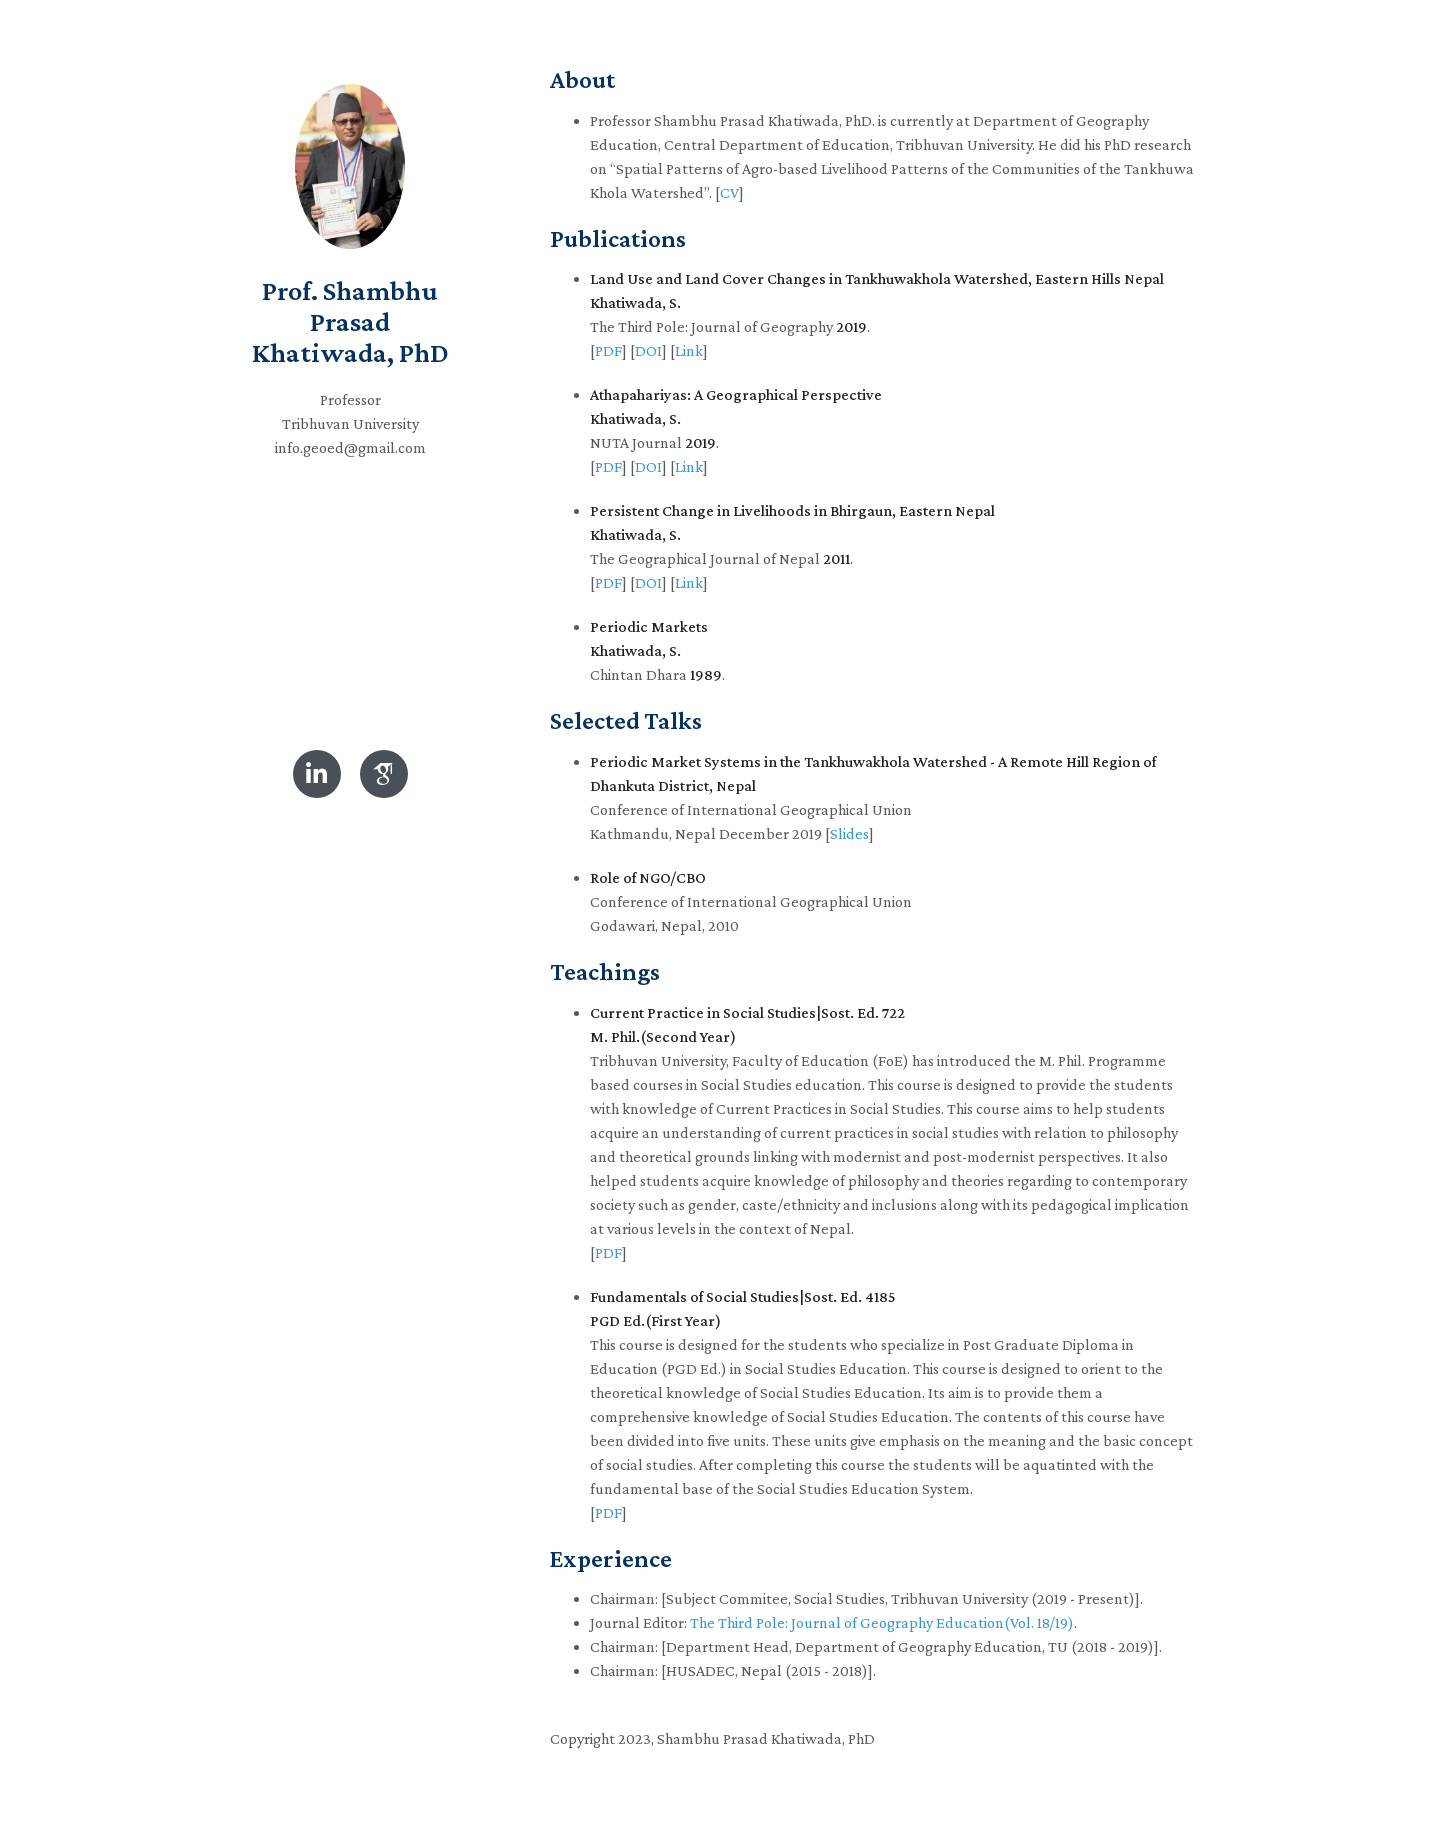 Prof. Shambhu
Prasad
Khatiwada, PhD
Professor
Tribhuvan University
info.geoed@gmail.com
About
Professor Shambhu Prasad Khatiwada, PhD. is currently at Department of Geography
Education, Central Department of Education, Tribhuvan University. He did his PhD research
on “Spatial Patterns of Agro-based Livelihood Patterns of the Communities of the Tankhuwa
Khola Watershed”. [CV]
Publications
Land Use and Land Cover Changes in Tankhuwakhola Watershed, Eastern Hills Nepal
Khatiwada, S.
The Third Pole: Journal of Geography 2019.
[PDF] [DOI] [Link]
Athapahariyas: A Geographical Perspective
Khatiwada, S.
NUTA Journal 2019.
[PDF] [DOI] [Link]
Persistent Change in Livelihoods in Bhirgaun, Eastern Nepal
Khatiwada, S.
The Geographical Journal of Nepal 2011.
[PDF] [DOI] [Link]
Periodic Markets
Khatiwada, S.
Chintan Dhara 1989.
Selected Talks
Periodic Market Systems in the Tankhuwakhola Watershed - A Remote Hill Region of
Dhankuta District, Nepal
Conference of International Geographical Union
Kathmandu, Nepal December 2019 [Slides]
Role of NGO/CBO
Conference of International Geographical Union
Godawari, Nepal, 2010
Teachings
Current Practice in Social Studies|Sost. Ed. 722
M. Phil.(Second Year)
Tribhuvan University, Faculty of Education (FoE) has introduced the M. Phil. Programme
based courses in Social Studies education. This course is designed to provide the students
with knowledge of Current Practices in Social Studies. This course aims to help students
acquire an understanding of current practices in social studies with relation to philosophy
and theoretical grounds linking with modernist and post-modernist perspectives. It also
helped students acquire knowledge of philosophy and theories regarding to contemporary
society such as gender, caste/ethnicity and inclusions along with its pedagogical implication
at various levels in the context of Nepal.
[PDF]
Fundamentals of Social Studies|Sost. Ed. 4185
PGD Ed.(First Year)
This course is designed for the students who specialize in Post Graduate Diploma in
Education (PGD Ed.) in Social Studies Education. This course is designed to orient to the
theoretical knowledge of Social Studies Education. Its aim is to provide them a
comprehensive knowledge of Social Studies Education. The contents of this course have
been divided into five units. These units give emphasis on the meaning and the basic concept
of social studies. After completing this course the students will be aquatinted with the
fundamental base of the Social Studies Education System.
[PDF]
Experience
Chairman: [Subject Commitee, Social Studies, Tribhuvan University (2019 - Present)].
Journal Editor: The Third Pole: Journal of Geography Education(Vol. 18/19).
Chairman: [Department Head, Department of Geography Education, TU (2018 - 2019)].
Chairman: [HUSADEC, Nepal (2015 - 2018)].
Copyright 2023, Shambhu Prasad Khatiwada, PhD